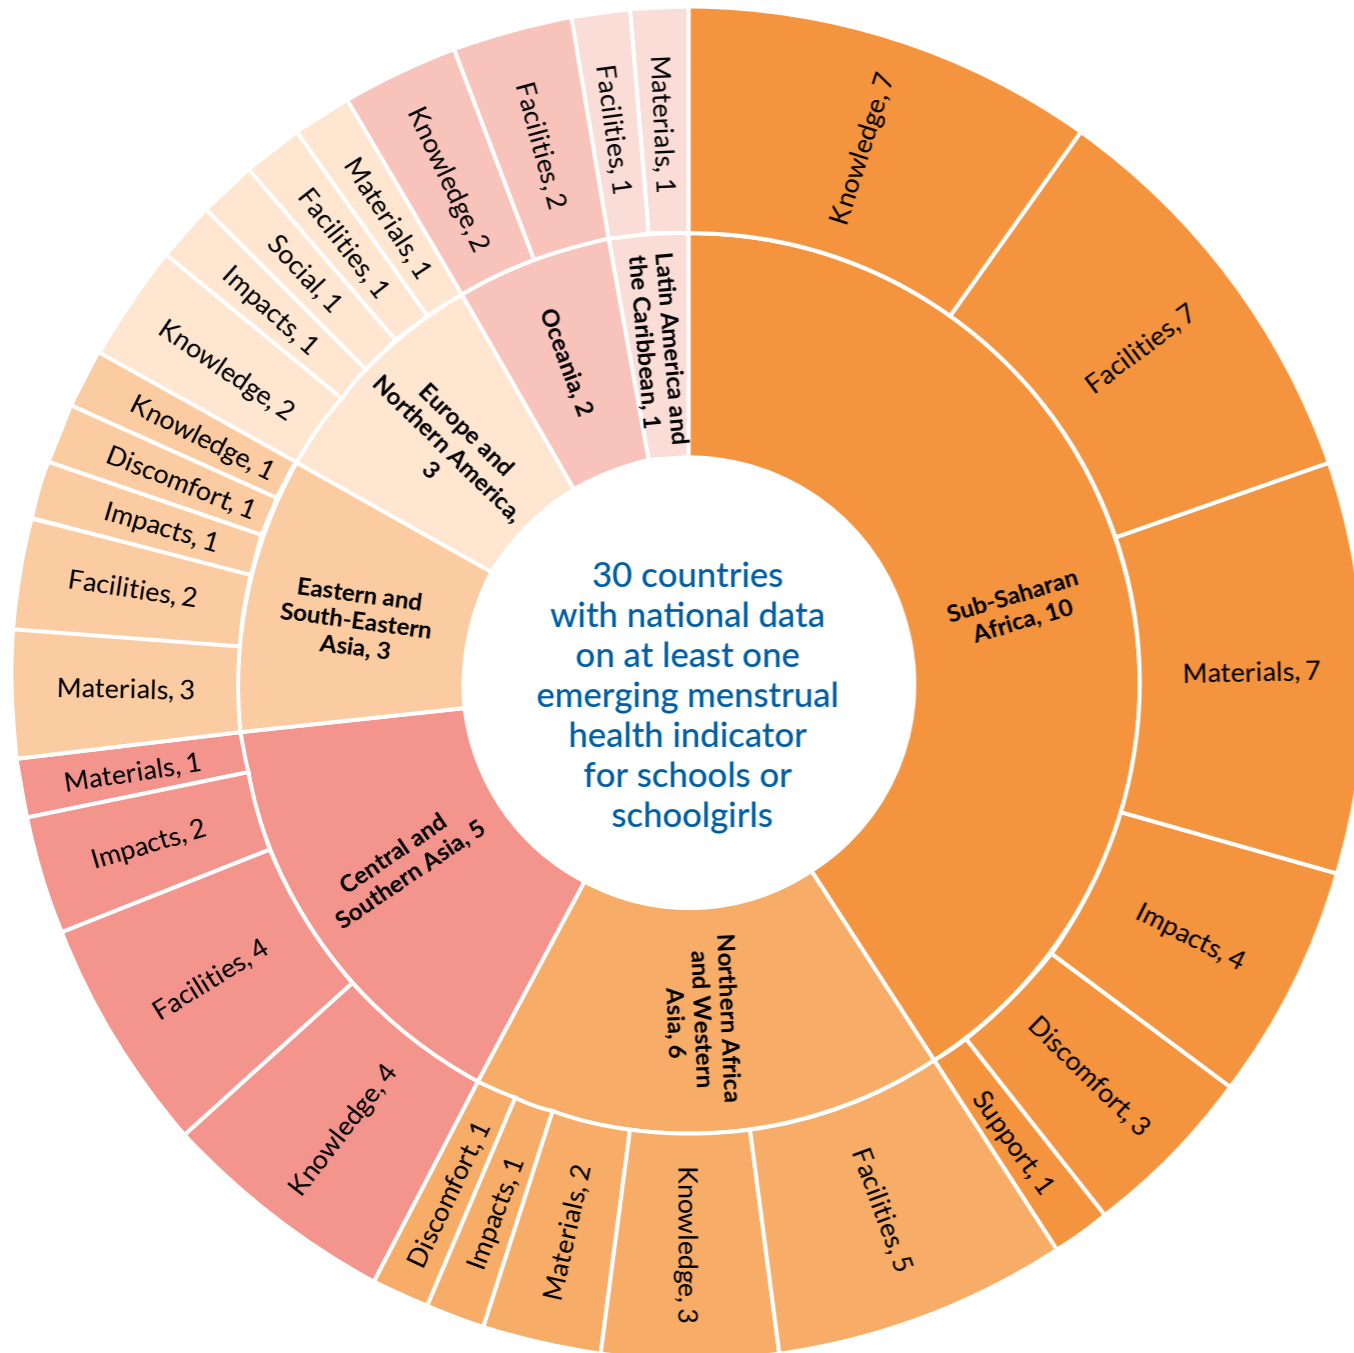 30 countries
with national data
on at least one
emerging menstrual
health indicator
for schools or
schoolgirls
Sub-Saharan
Africa, 10
Knowledge, 7
Facilities, 7
Materials, 7
Impacts, 4
Discomfort, 3
Support, 1
Northern Africa
and Western
Asia, 6
Facilities, 5
Knowledge, 3
Materials, 2
Impacts, 1
Discomfort, 1
Central and
Southern Asia, 5
Knowledge, 4
Facilities, 4
Impacts, 2
Materials, 1
Eastern and
South-Eastern
Asia, 3
Materials, 3
Facilities, 2
Impacts, 1
Discomfort, 1
Knowledge, 1
Europe and
Northern America,
3
Knowledge, 2
Impacts, 1
Social, 1
Facilities, 1
Materials, 1
Oceania, 2
Knowledge, 2
Facilities, 2
Latin America and
the Caribbean, 1
Facilities, 1
Materials, 1